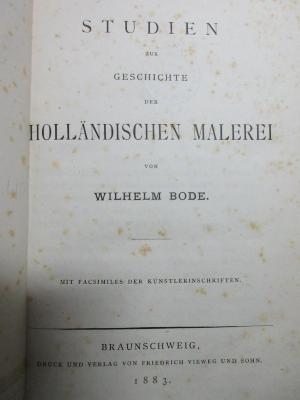 STUDIEN
ZUR
GESCHICHTE
DER
HOLLÄNDISCHEN MALEREI
VON
WILHELM BODE.
MIT FACSIMILES DER KÜNSTLERINSCHRIFTEN.
BRAUNSCHWEIG,
DRUCK UND VERLAG VON FRIEDRICH VIEWEG UND SOHN.
1883.